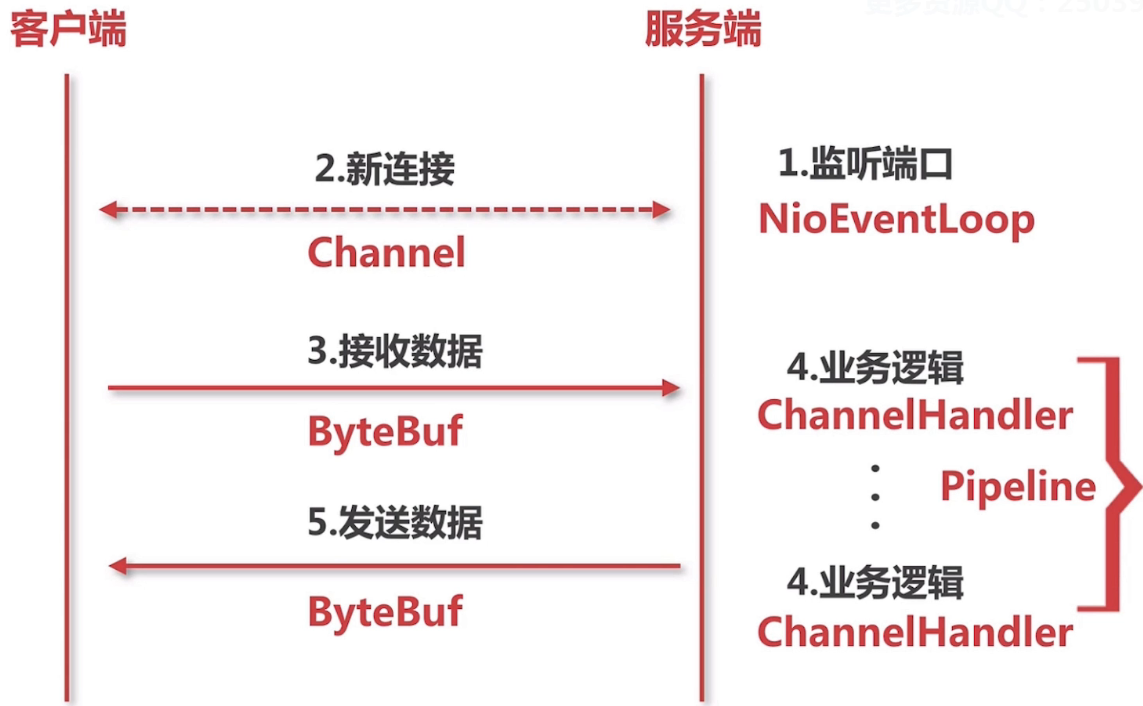 客户端
服务端
2.新连接
Channel
1.监听端口
NioEventLoop
3.接收数据
ByteBuf
4.业务逻辑
ChannelHandler
Pipeline
5.发送数据
ByteBuf
4.业务逻辑
ChannelHandler